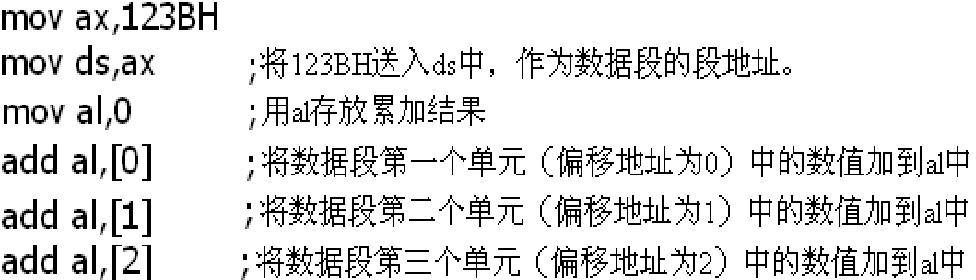 mov ax,123BH
mov ds,ax ;将123BH送入ds中，作为数据段的段地址。
mov al,0 ;用al存放累加结果
add al,[0] ;将数据段第一个单元（偏移地址为0）中的数值加到al中
add al,[1] ;将数据段第二个单元（偏移地址为1）中的数值加到al中
add al,[2] ;将数据段第三个单元（偏移地址为2）中的数值加到al中